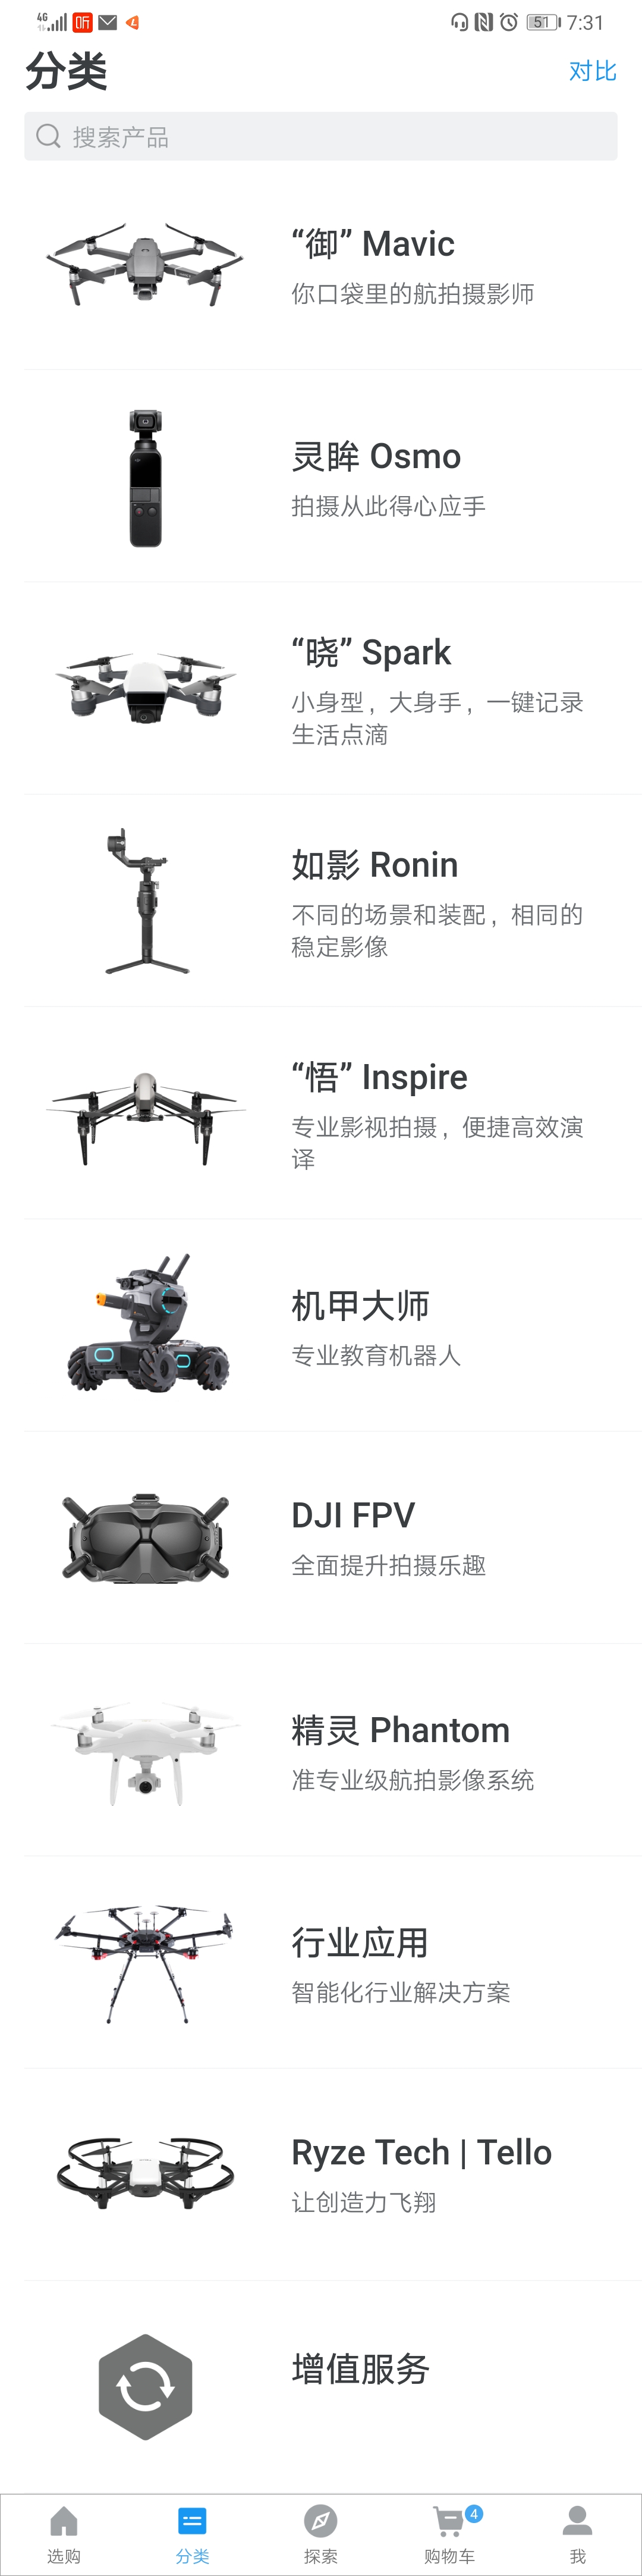 4G 听 51 7:31
分类
对比
搜索产品
“御” Mavic
你口袋里的航拍摄影师
灵眸 Osmo
拍摄从此得心应手
“晓” Spark
小身型，大身手，一键记录
生活点滴
如影 Ronin
不同的场景和装配，相同的
稳定影像
“悟” Inspire
专业影视拍摄，便捷高效演
译
机甲大师
专业教育机器人
DJI FPV
全面提升拍摄乐趣
精灵 Phantom
准专业级航拍影像系统
行业应用
智能化行业解决方案
Ryze Tech | Tello
让创造力飞翔
增值服务
4
选购 分类 探索 购物车 我